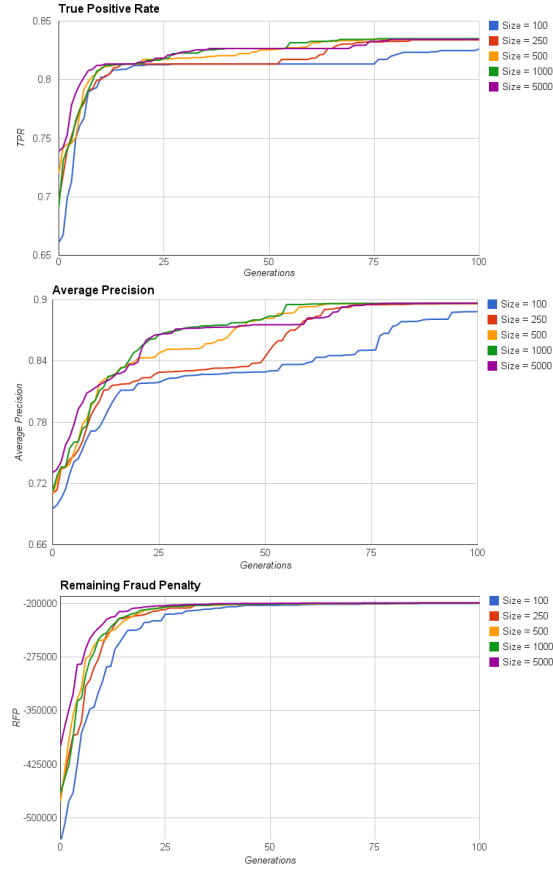 True Positive Rate
0.85
0.8
0.75
0.7
0.65
TPR
0
25
50
75
100
Generations
Size = 100
Size = 250
Size = 500
Size = 1000
Size = 5000
Average Precision
0.9
0.84
0.78
0.72
0.66
Average Precision
0
25
50
75
100
Generations
Size = 100
Size = 250
Size = 500
Size = 1000
Size = 5000
Remaining Fraud Penalty
-200000
-275000
-350000
-425000
-500000
RFP
0
25
50
75
100
Generations
Size = 100
Size = 250
Size = 500
Size = 1000
Size = 5000